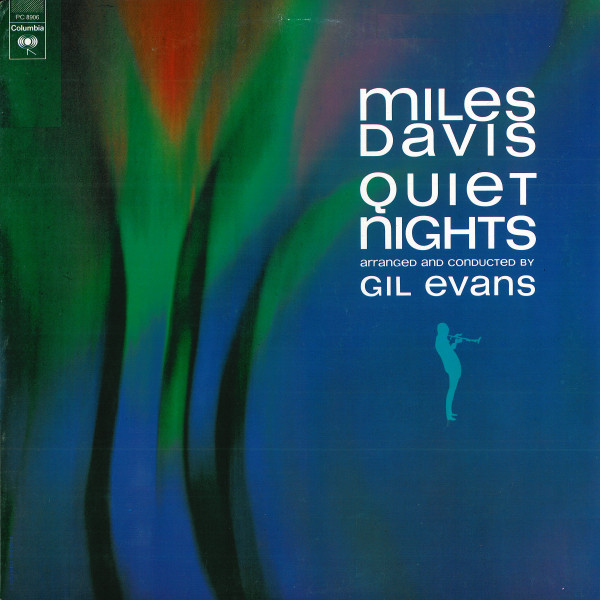 PC 8906
Columbia
miles
Davis
Quiet
Nights
arranged and conducted by
Gil evans